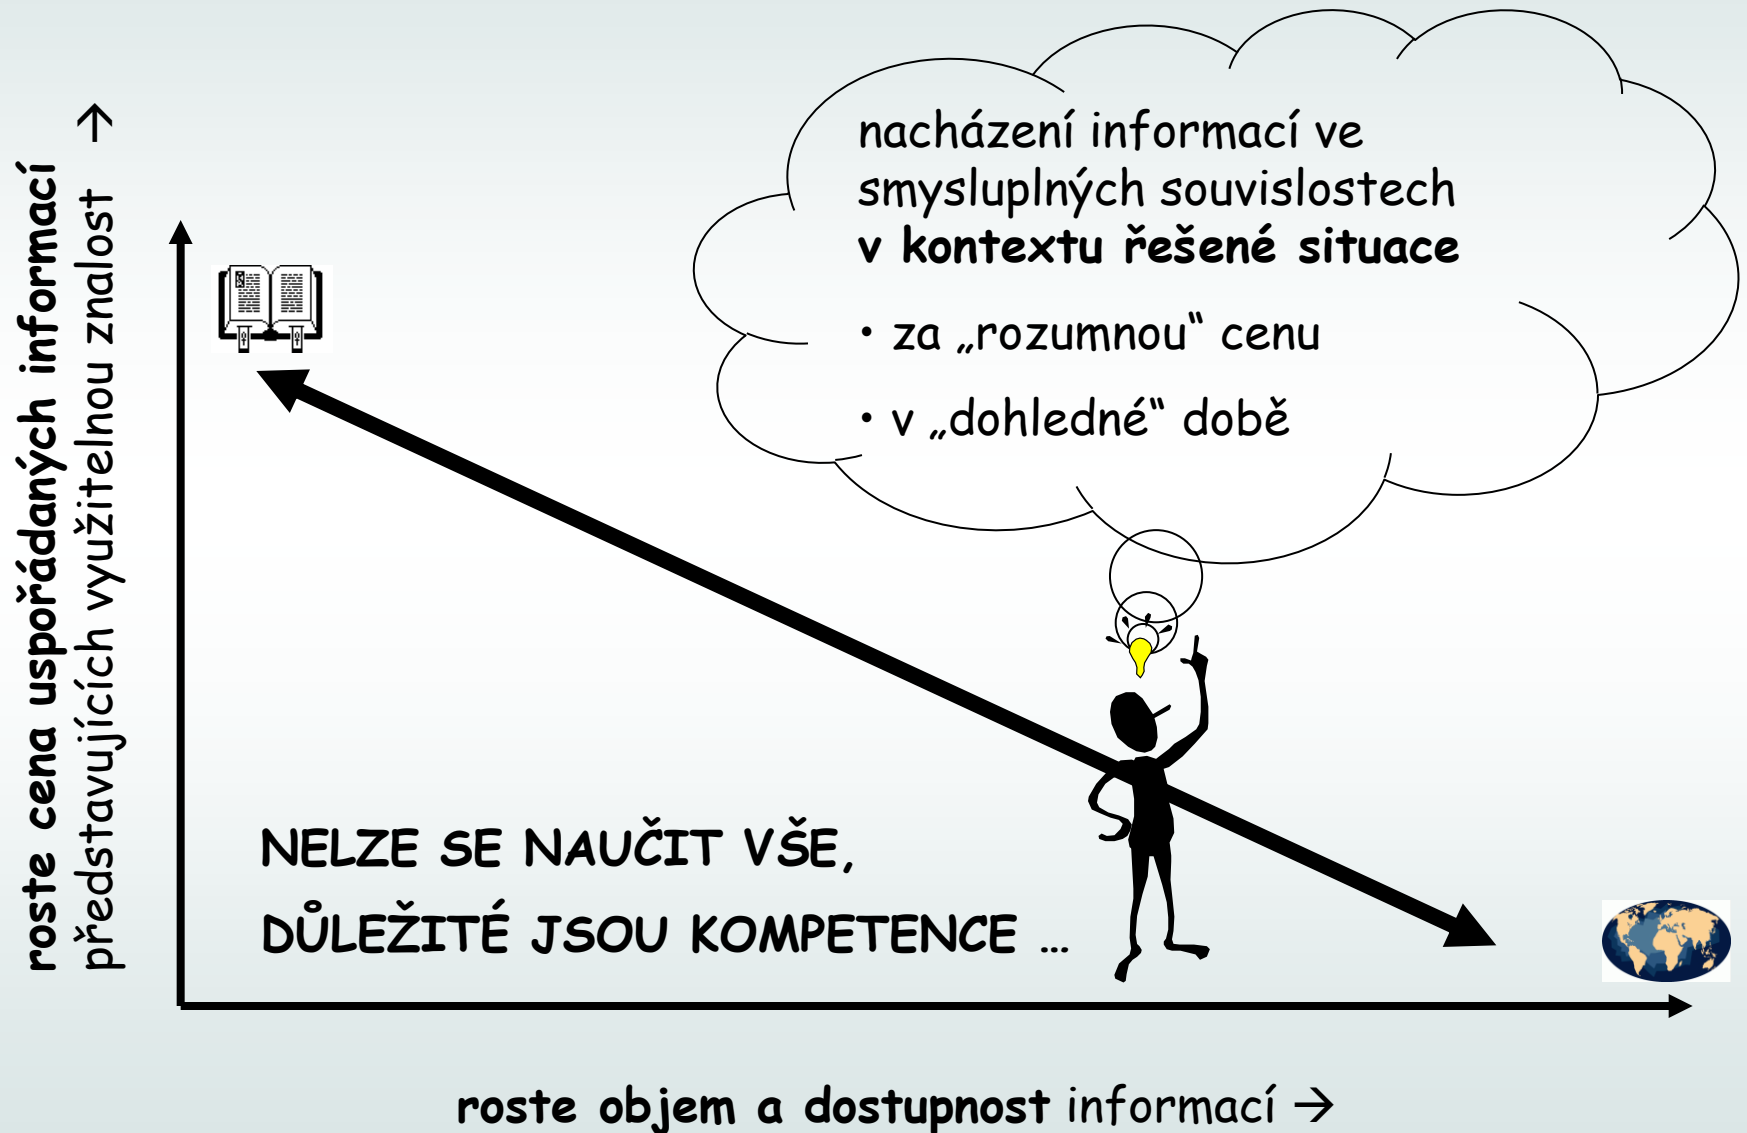 roste cena uspořádaných informací
představujících využitelnou znalost →
nacházení informací ve
smysluplných souvislostech
v kontextu řešené situace
• za „rozumnou“ cenu
• v „dohledné“ době
NELZE SE NAUČIT VŠE,
DŮLEŽITÉ JSOU KOMPETENCE …
roste objem a dostupnost informací →